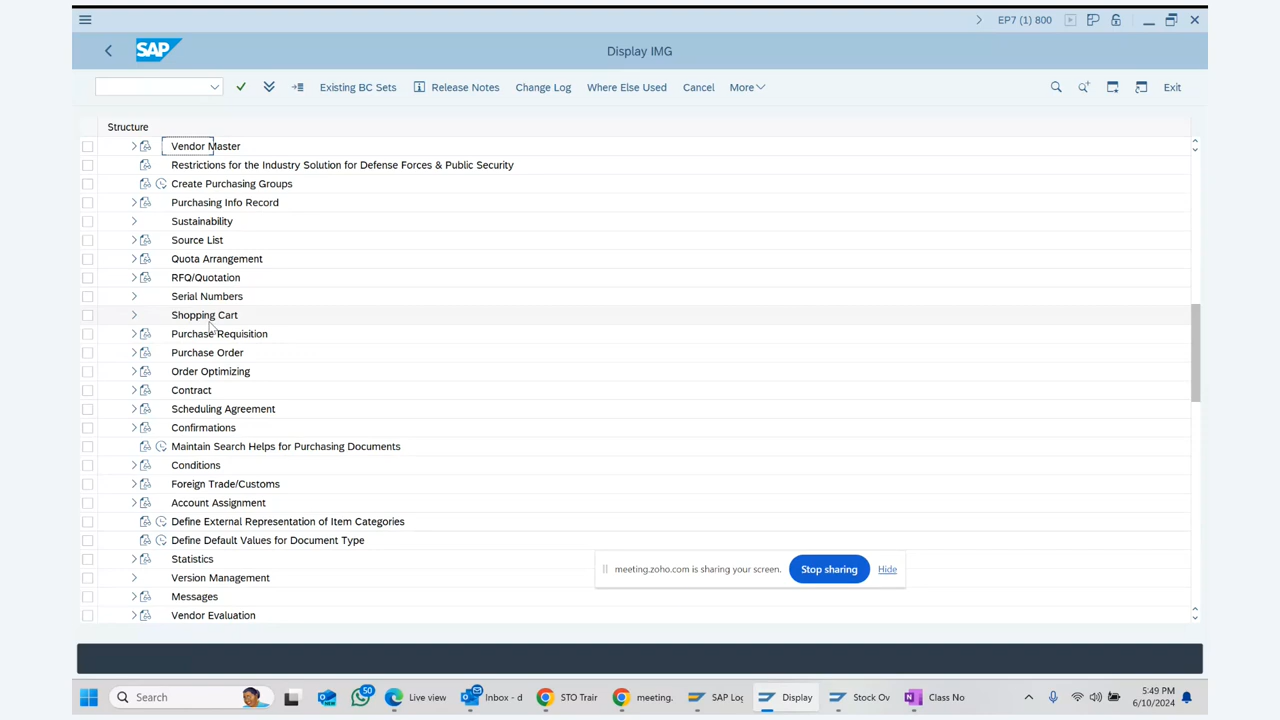 EP7 (1) 800
SAP
Display IMG
Existing BC Sets
Release Notes
Change Log
Where Else Used
Cancel
More
Exit
Structure
Vendor Master
Restrictions for the Industry Solution for Defense Forces & Public Security
Create Purchasing Groups
Purchasing Info Record
Sustainability
Source List
Quota Arrangement
RFQ/Quotation
Serial Numbers
Shopping Cart
Purchase Requisition
Purchase Order
Order Optimizing
Contract
Scheduling Agreement
Confirmations
Maintain Search Helps for Purchasing Documents
Conditions
Foreign Trade/Customs
Account Assignment
Define External Representation of Item Categories
Define Default Values for Document Type
Statistics
Version Management
Messages
Vendor Evaluation
meeting.zoho.com is sharing your screen.
Stop sharing
Hide
Search
50
Live view
Inbox - d
STO Trair
meeting.
SAP Log
Display
Stock Ov
Class No
5:49 PM
6/10/2024